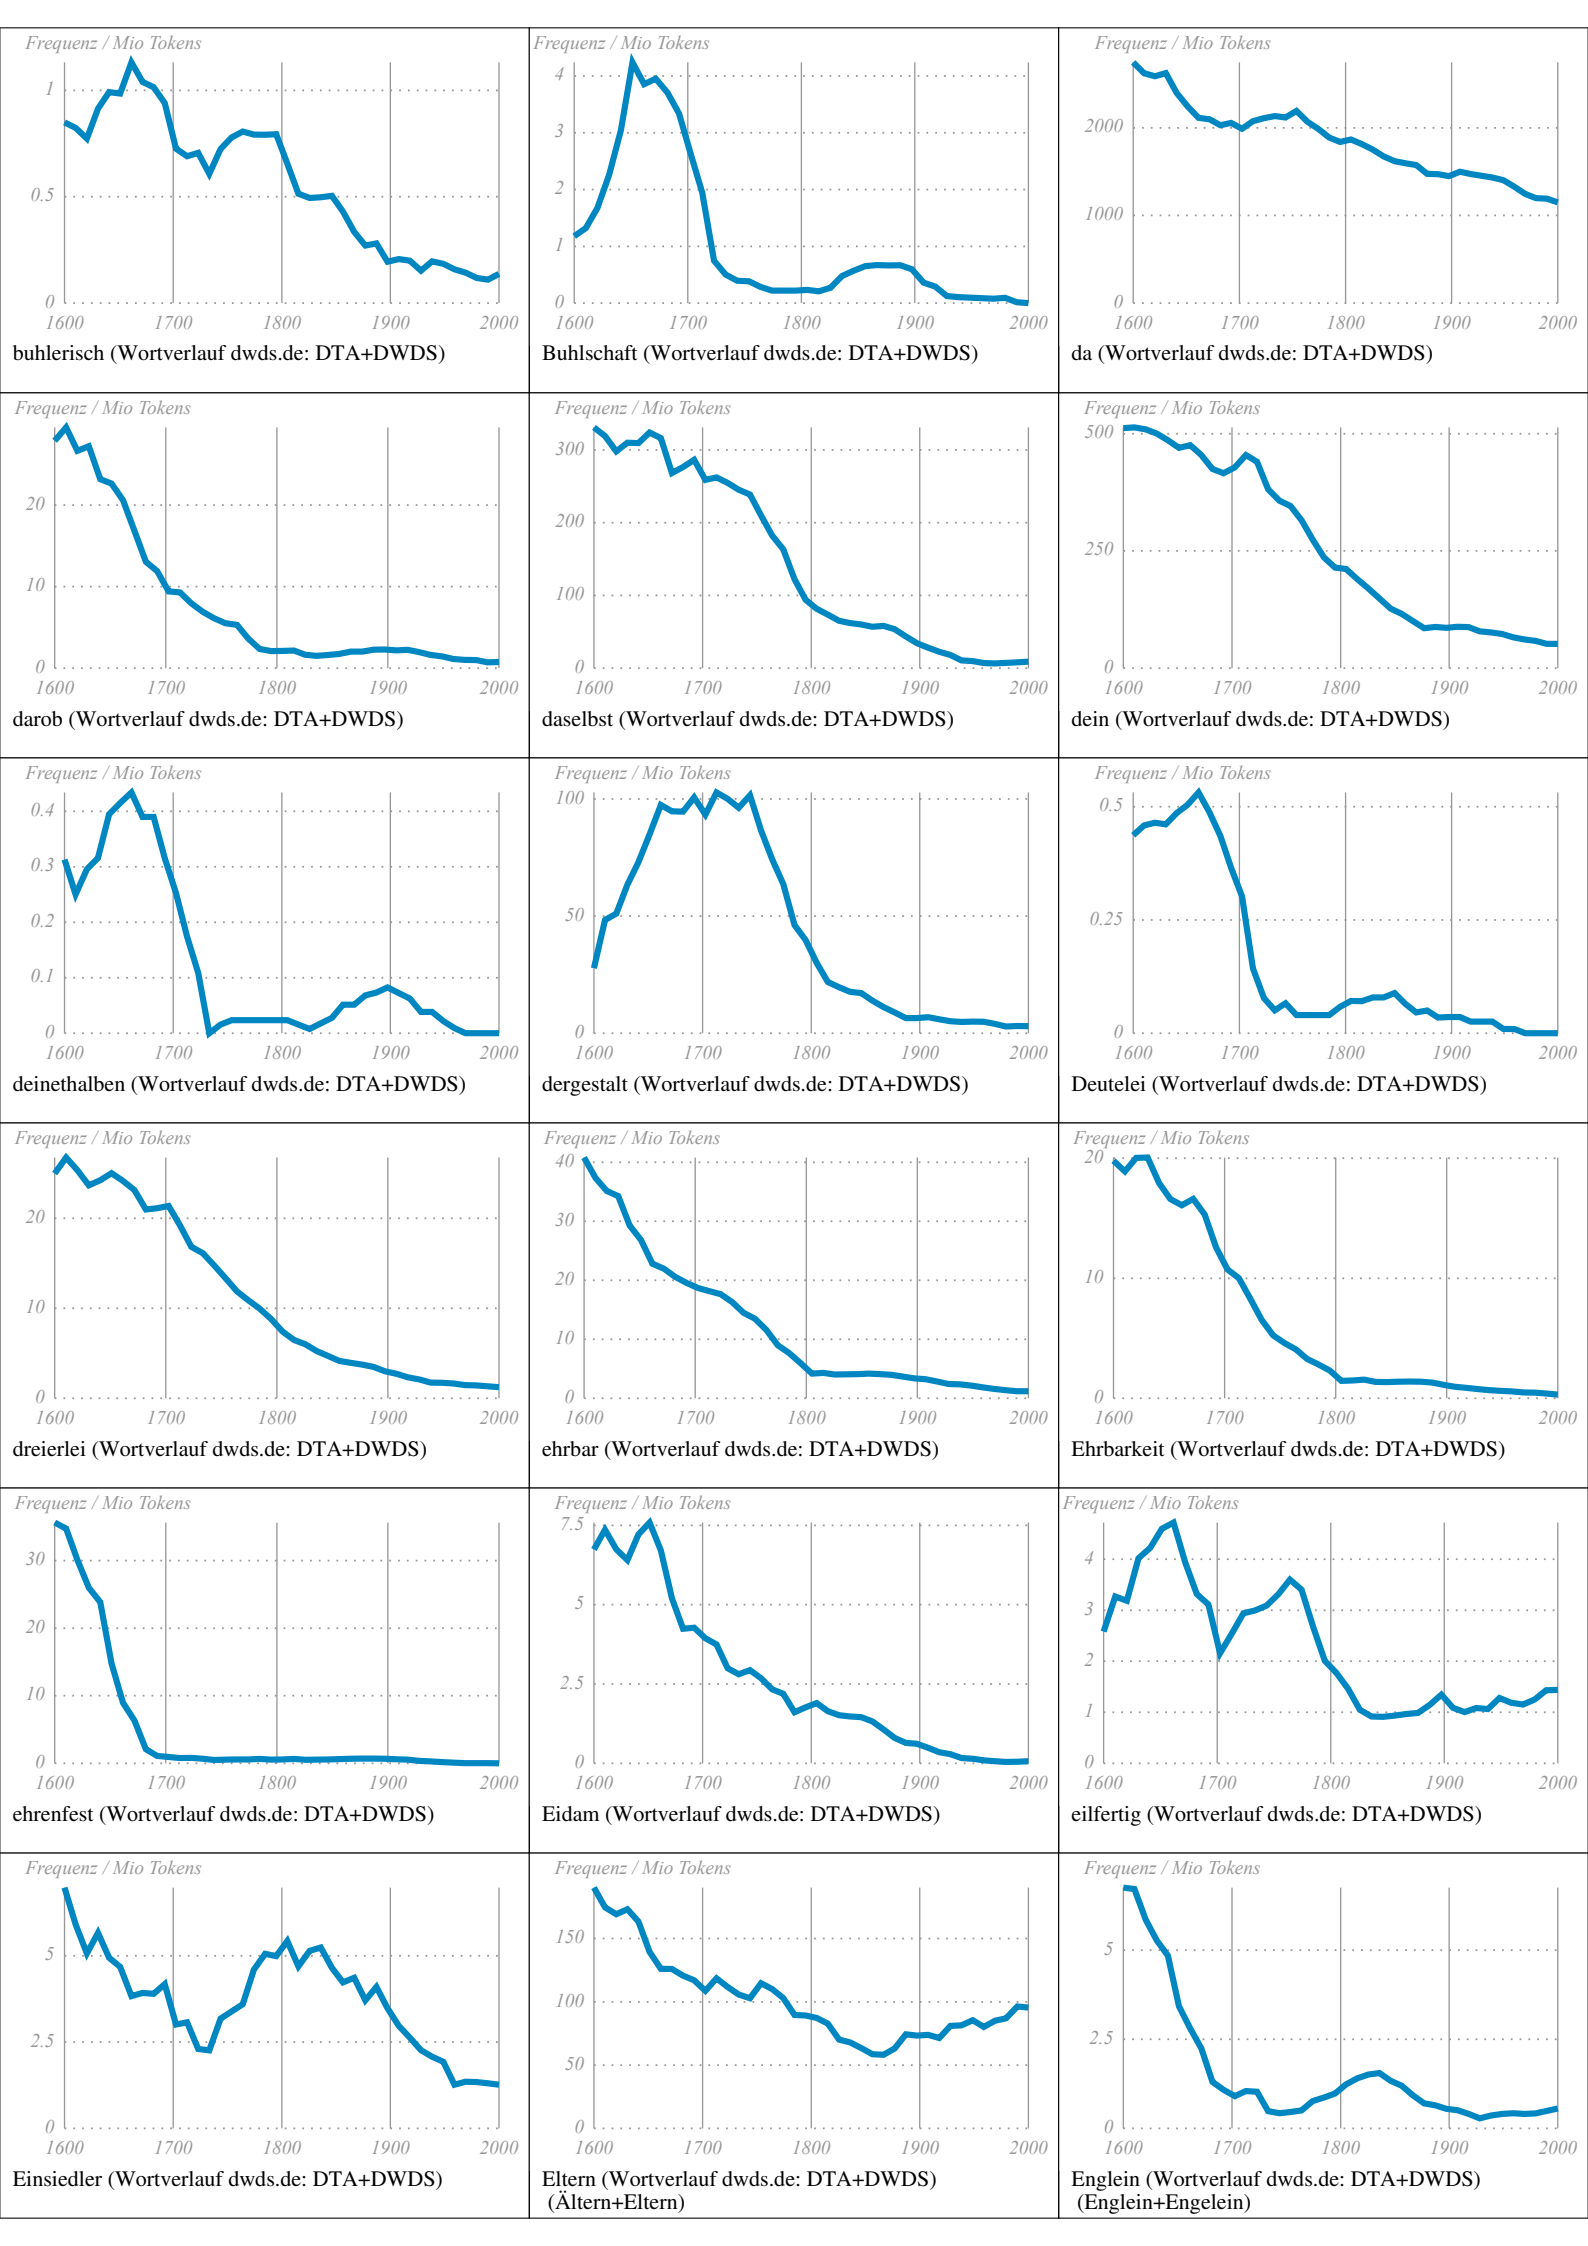 Frequenz / Mio Tokens
1
0.5
0
1600 1700 1800 1900 2000
buhlerisch (Wortverlauf dwds.de: DTA+DWDS)
Frequenz / Mio Tokens
4
3
2
1
0
1600 1700 1800 1900 2000
Buhlschaft (Wortverlauf dwds.de: DTA+DWDS)
Frequenz / Mio Tokens
2000
1000
0
1600 1700 1800 1900 2000
da (Wortverlauf dwds.de: DTA+DWDS)
Frequenz / Mio Tokens
20
10
0
1600 1700 1800 1900 2000
darob (Wortverlauf dwds.de: DTA+DWDS)
Frequenz / Mio Tokens
300
200
100
0
1600 1700 1800 1900 2000
daselbst (Wortverlauf dwds.de: DTA+DWDS)
Frequenz / Mio Tokens
500
250
0
1600 1700 1800 1900 2000
dein (Wortverlauf dwds.de: DTA+DWDS)
Frequenz / Mio Tokens
0.4
0.3
0.2
0.1
0
1600 1700 1800 1900 2000
deinethalben (Wortverlauf dwds.de: DTA+DWDS)
Frequenz / Mio Tokens
100
50
0
1600 1700 1800 1900 2000
dergestalt (Wortverlauf dwds.de: DTA+DWDS)
Frequenz / Mio Tokens
0.5
0.25
0
1600 1700 1800 1900 2000
Deutelei (Wortverlauf dwds.de: DTA+DWDS)
Frequenz / Mio Tokens
20
10
0
1600 1700 1800 1900 2000
dreierlei (Wortverlauf dwds.de: DTA+DWDS)
Frequenz / Mio Tokens
40
30
20
10
0
1600 1700 1800 1900 2000
ehrbar (Wortverlauf dwds.de: DTA+DWDS)
Frequenz / Mio Tokens
20
10
0
1600 1700 1800 1900 2000
Ehrbarkeit (Wortverlauf dwds.de: DTA+DWDS)
Frequenz / Mio Tokens
30
20
10
0
1600 1700 1800 1900 2000
ehrenfest (Wortverlauf dwds.de: DTA+DWDS)
Frequenz / Mio Tokens
7.5
5
2.5
0
1600 1700 1800 1900 2000
Eidam (Wortverlauf dwds.de: DTA+DWDS)
Frequenz / Mio Tokens
4
3
2
1
0
1600 1700 1800 1900 2000
eilfertig (Wortverlauf dwds.de: DTA+DWDS)
Frequenz / Mio Tokens
5
2.5
0
1600 1700 1800 1900 2000
Einsiedler (Wortverlauf dwds.de: DTA+DWDS)
Frequenz / Mio Tokens
150
100
50
0
1600 1700 1800 1900 2000
Eltern (Wortverlauf dwds.de: DTA+DWDS)
(Ältern+Eltern)
Frequenz / Mio Tokens
5
2.5
0
1600 1700 1800 1900 2000
Englein (Wortverlauf dwds.de: DTA+DWDS)
(Englein+Engelein)